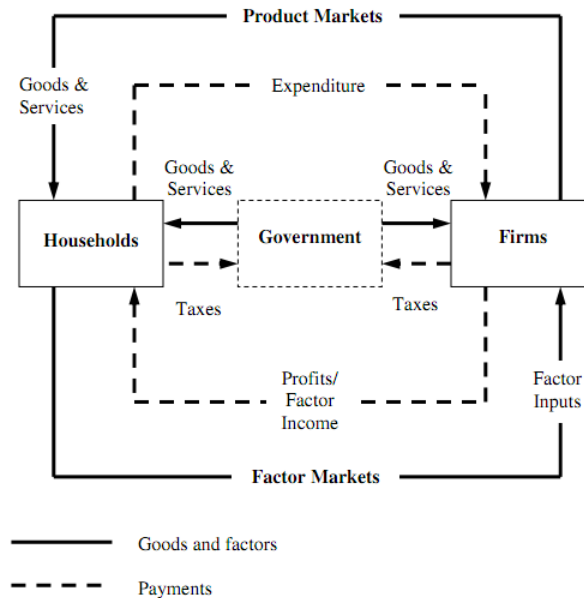 Product Markets
Goods &
Services
Expenditure
Goods &
Services
Goods &
Services
Households
Government
Firms
Taxes
Taxes
Profits/
Factor
Income
Factor
Inputs
Factor Markets
Goods and factors
Payments